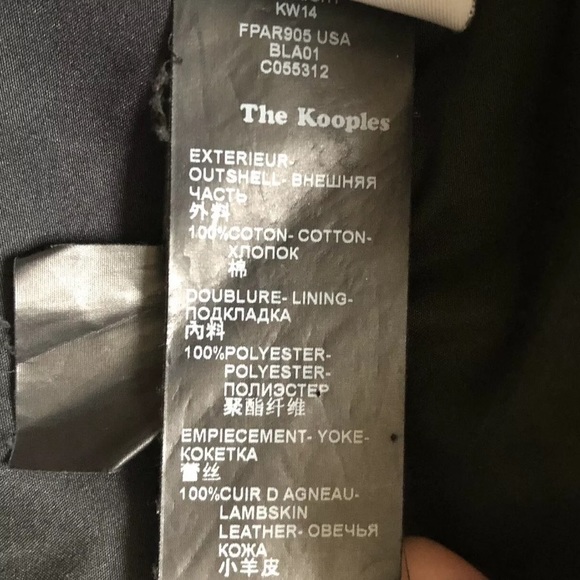 KW14
FPAR905 USA
BLA01
C055312
The Kooples
EXTERIEUR-
OUTSHELL- ВНЕШНЯЯ
ЧАСТЬ
外料
100%COTON- COTTON-
ХЛОПОК
棉
DOUBLURE- LINING-
ПОДКЛАДКА
內料
100%POLYESTER-
POLYESTER-
ПОЛИЭСТЕР
聚酯纤维
EMPIECEMENT- YOKE-
КОКЕТКА
蕾丝
100%CUIR D AGNEAU-
LAMBSKIN
LEATHER- ОВЕЧЬЯ
КОЖА
小羊皮